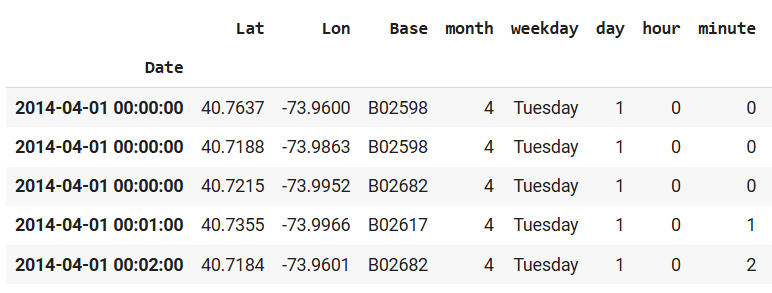 Lat Lon Base month weekday day hour minute
Date
2014-04-01 00:00:00 40.7637 -73.9600 B02598 4 Tuesday 1 0 0
2014-04-01 00:00:00 40.7188 -73.9863 B02598 4 Tuesday 1 0 0
2014-04-01 00:00:00 40.7215 -73.9952 B02682 4 Tuesday 1 0 0
2014-04-01 00:01:00 40.7355 -73.9966 B02617 4 Tuesday 1 0 1
2014-04-01 00:02:00 40.7184 -73.9601 B02682 4 Tuesday 1 0 2